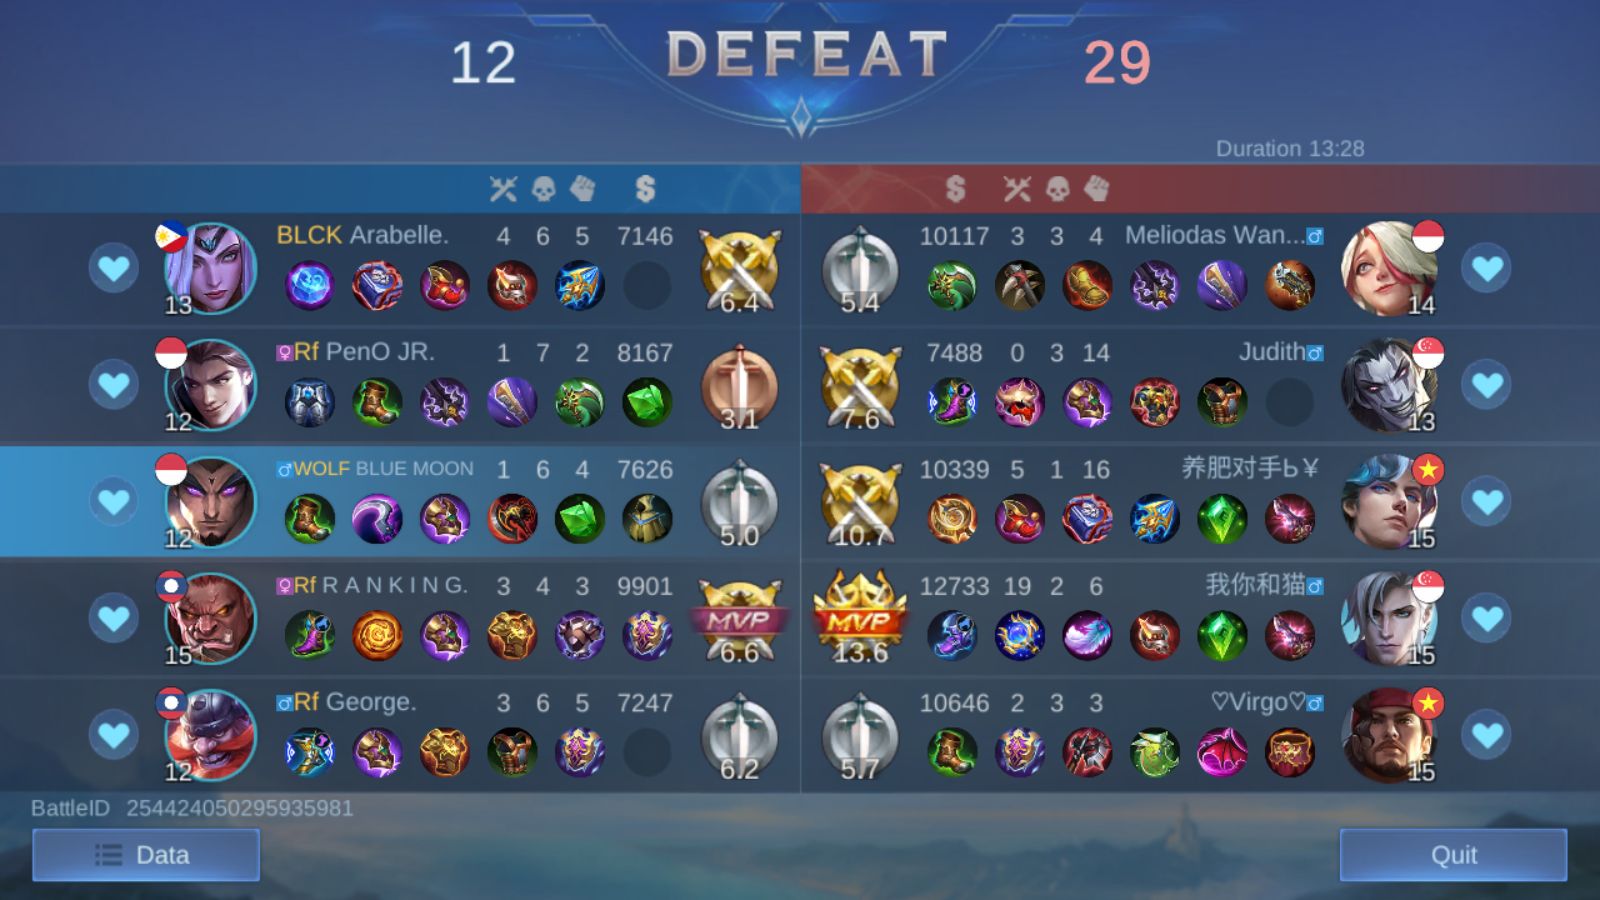 12 DEFEAT 29
Duration 13:28
BLCK Arabelle. 4 6 5 7146
13 6.4
10117 3 3 4 Meliodas Wan...
5.4 14
Rf PenO JR. 1 7 2 8167
12 3.1
7488 0 3 14 Judith
7.6 13
WOLF BLUE MOON 1 6 4 7626
12 5.0
10339 5 1 16 养肥对手Ь¥
10.7 15
Rf R A N K I N G. 3 4 3 9901
MVP
15 6.6
12733 19 2 6 我你和猫
MVP
13.6 15
Rf George. 3 6 5 7247
12 6.2
10646 2 3 3 ♡Virgo♡
5.7 15
BattleID 254424050295935981
Data
Quit